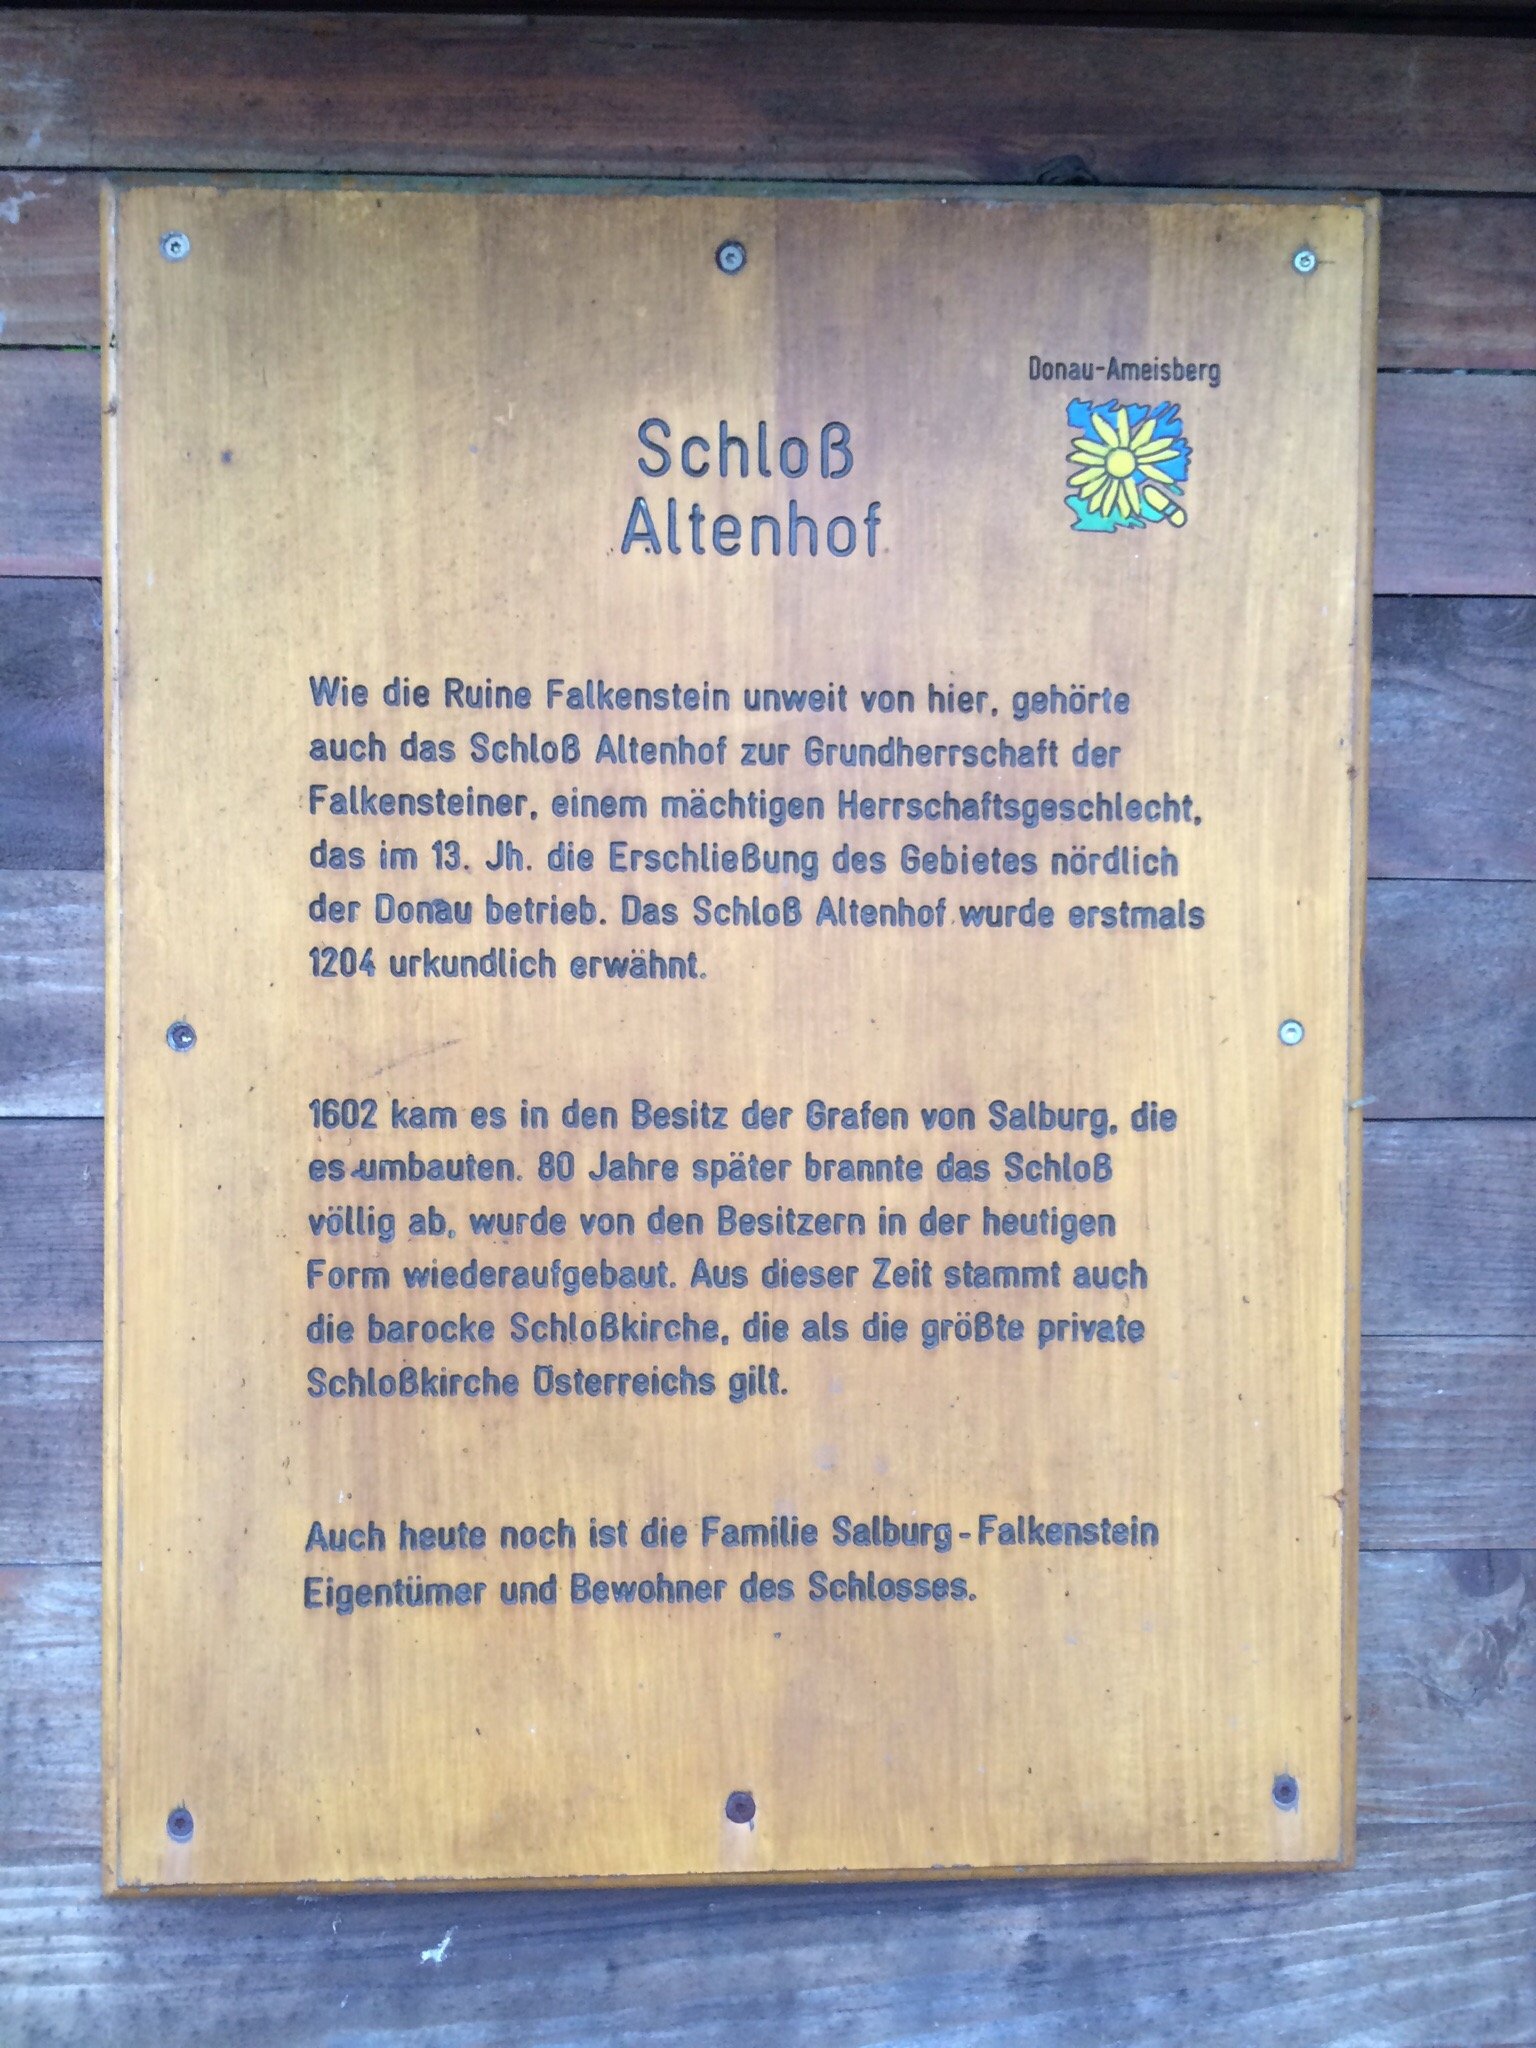 Donau-Ameisberg
Schloß
Altenhof
Wie die Ruine Falkenstein unweit von hier, gehörte
auch das Schloß Altenhof zur Grundherrschaft der
Falkensteiner, einem mächtigen Herrschaftsgeschlecht,
das im 13. Jh. die Erschließung des Gebietes nördlich
der Donau betrieb. Das Schloß Altenhof wurde erstmals
1204 urkundlich erwähnt.
1602 kam es in den Besitz der Grafen von Salburg, die
es umbauten. 80 Jahre später brannte das Schloß
völlig ab, wurde von den Besitzern in der heutigen
Form wiederaufgebaut. Aus dieser Zeit stammt auch
die barocke Schloßkirche, die als die größte private
Schloßkirche Österreichs gilt.
Auch heute noch ist die Familie Salburg - Falkenstein
Eigentümer und Bewohner des Schlosses.